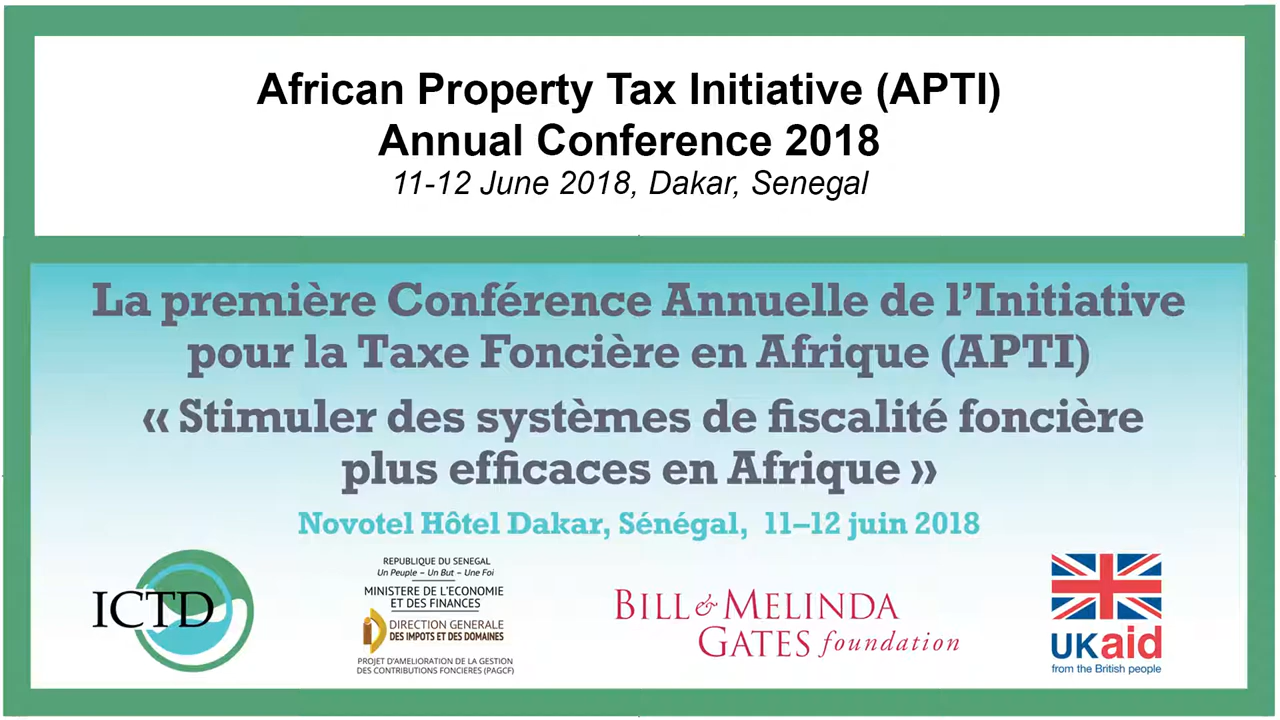 African Property Tax Initiative (APTI)
Annual Conference 2018
11-12 June 2018, Dakar, Senegal
La première Conférence Annuelle de l'Initiative
pour la Taxe Foncière en Afrique (APTI)
« Stimuler des systèmes de fiscalité foncière
plus efficaces en Afrique »
Novotel Hôtel Dakar, Sénégal, 11–12 juin 2018
ICTD
REPUBLIQUE DU SENEGAL
Un Peuple – Un But – Une Foi
MINISTERE DE L'ECONOMIE
ET DES FINANCES
DIRECTION GENERALE
DES IMPOTS ET DES DOMAINES
PROJET D'AMELIORATION DE LA GESTION
DES CONTRIBUTIONS FONCIERES (PAGCF)
BILL & MELINDA
GATES foundation
UKaid
from the British people